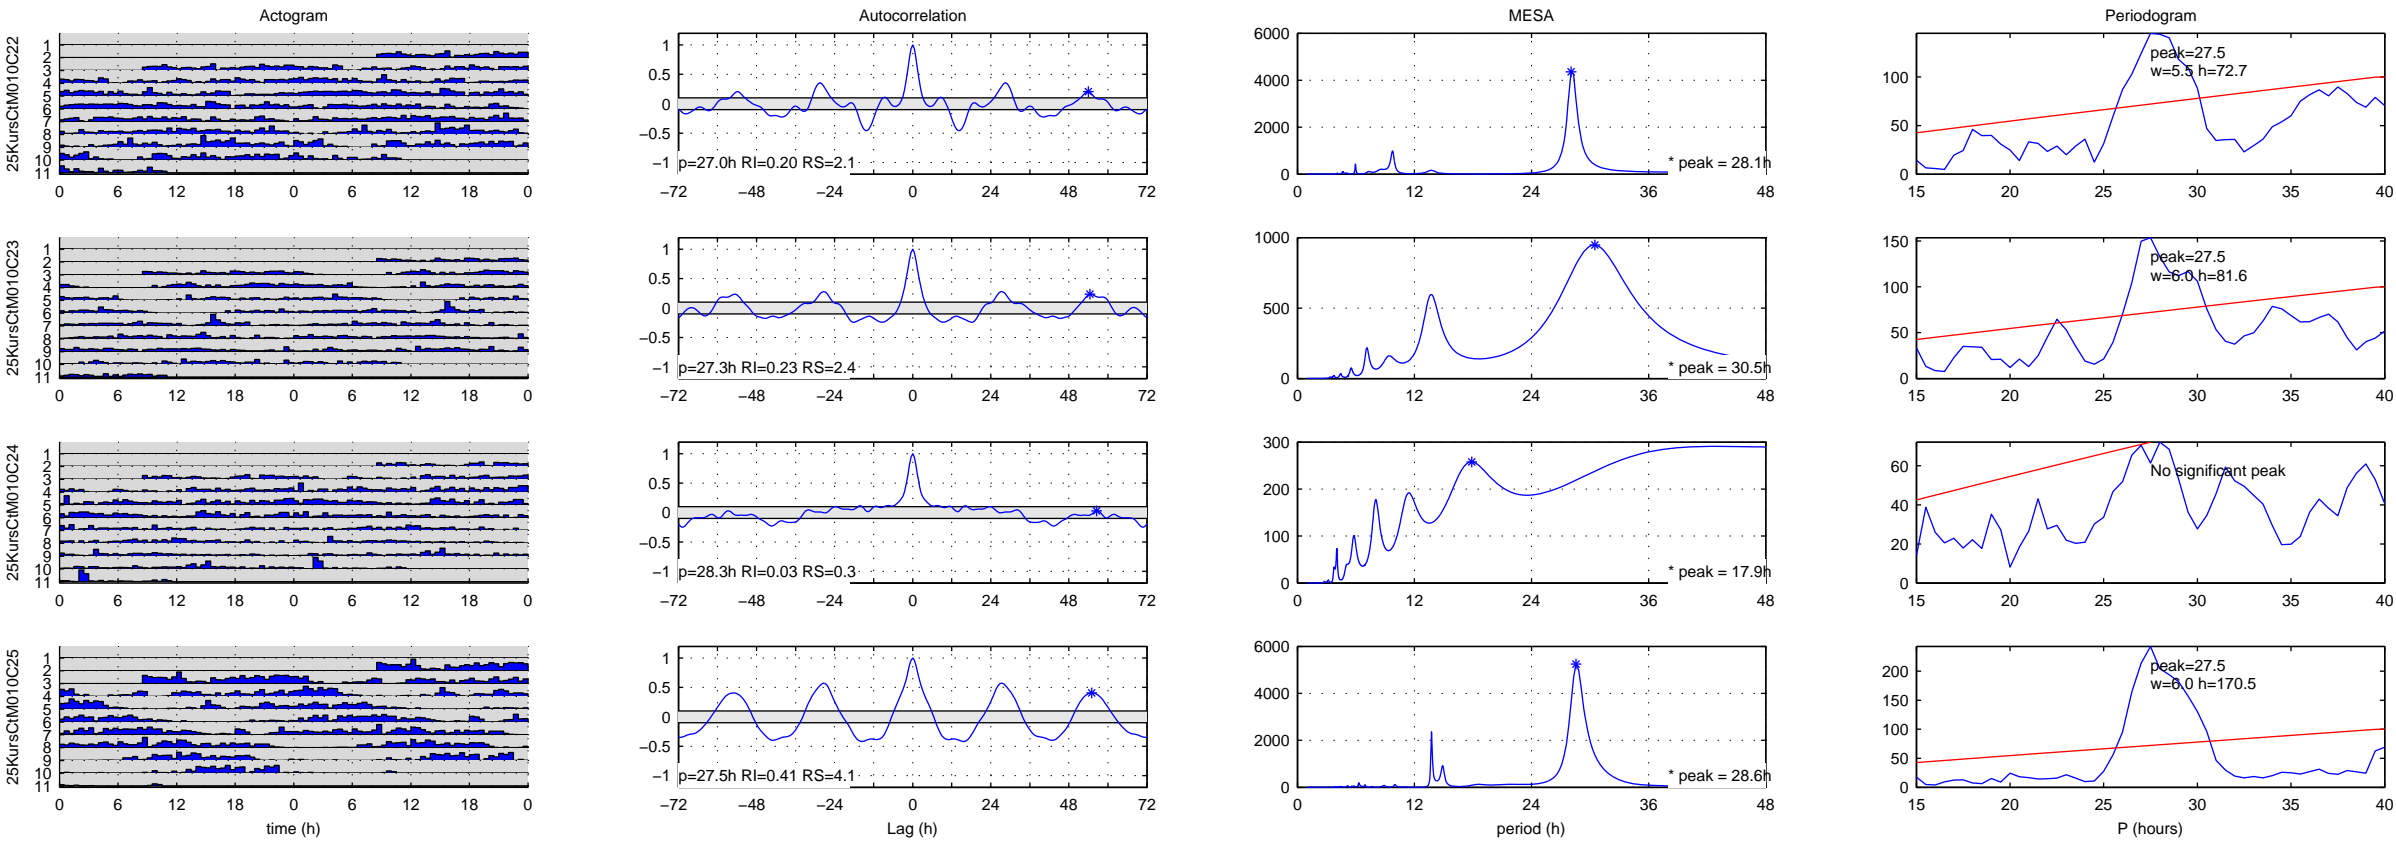 Actogram Autocorrelation MESA Periodogram
25KursCtM010C22
1
2
3
4
5
6
7
8
9
10
11
0 6 12 18 0 6 12 18 0
1
0.5
0
−0.5
−1
p=27.0h RI=0.20 RS=2.1
−72 −48 −24 0 24 48 72
6000
4000
2000
0
* peak = 28.1h
0 12 24 36 48
100
50
0
peak=27.5
w=5.5 h=72.7
15 20 25 30 35 40
25KursCtM010C23
1
2
3
4
5
6
7
8
9
10
11
0 6 12 18 0 6 12 18 0
1
0.5
0
−0.5
−1
p=27.3h RI=0.23 RS=2.4
−72 −48 −24 0 24 48 72
1000
500
0
* peak = 30.5h
0 12 24 36 48
150
100
50
0
peak=27.5
w=6.0 h=81.6
15 20 25 30 35 40
25KursCtM010C24
1
2
3
4
5
6
7
8
9
10
11
0 6 12 18 0 6 12 18 0
1
0.5
0
−0.5
−1
p=28.3h RI=0.03 RS=0.3
−72 −48 −24 0 24 48 72
300
200
100
0
* peak = 17.9h
0 12 24 36 48
60
40
20
0
No significant peak
15 20 25 30 35 40
25KursCtM010C25
1
2
3
4
5
6
7
8
9
10
11
0 6 12 18 0 6 12 18 0
time (h)
1
0.5
0
−0.5
−1
p=27.5h RI=0.41 RS=4.1
−72 −48 −24 0 24 48 72
Lag (h)
6000
4000
2000
0
* peak = 28.6h
0 12 24 36 48
period (h)
200
150
100
50
0
peak=27.5
w=6.0 h=170.5
15 20 25 30 35 40
P (hours)